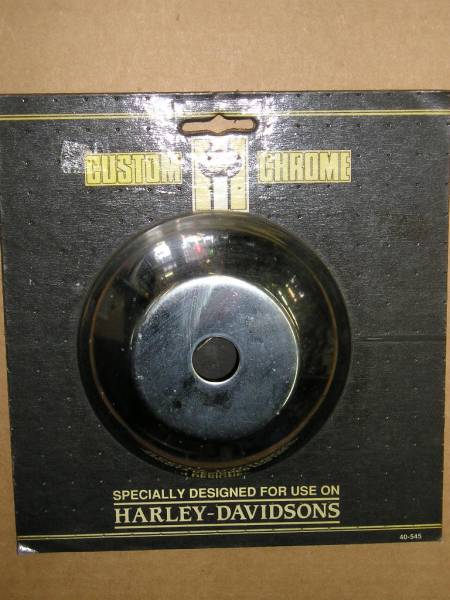 CUSTOM CHROME
SPECIALLY DESIGNED FOR USE ON
HARLEY-DAVIDSONS
40-545